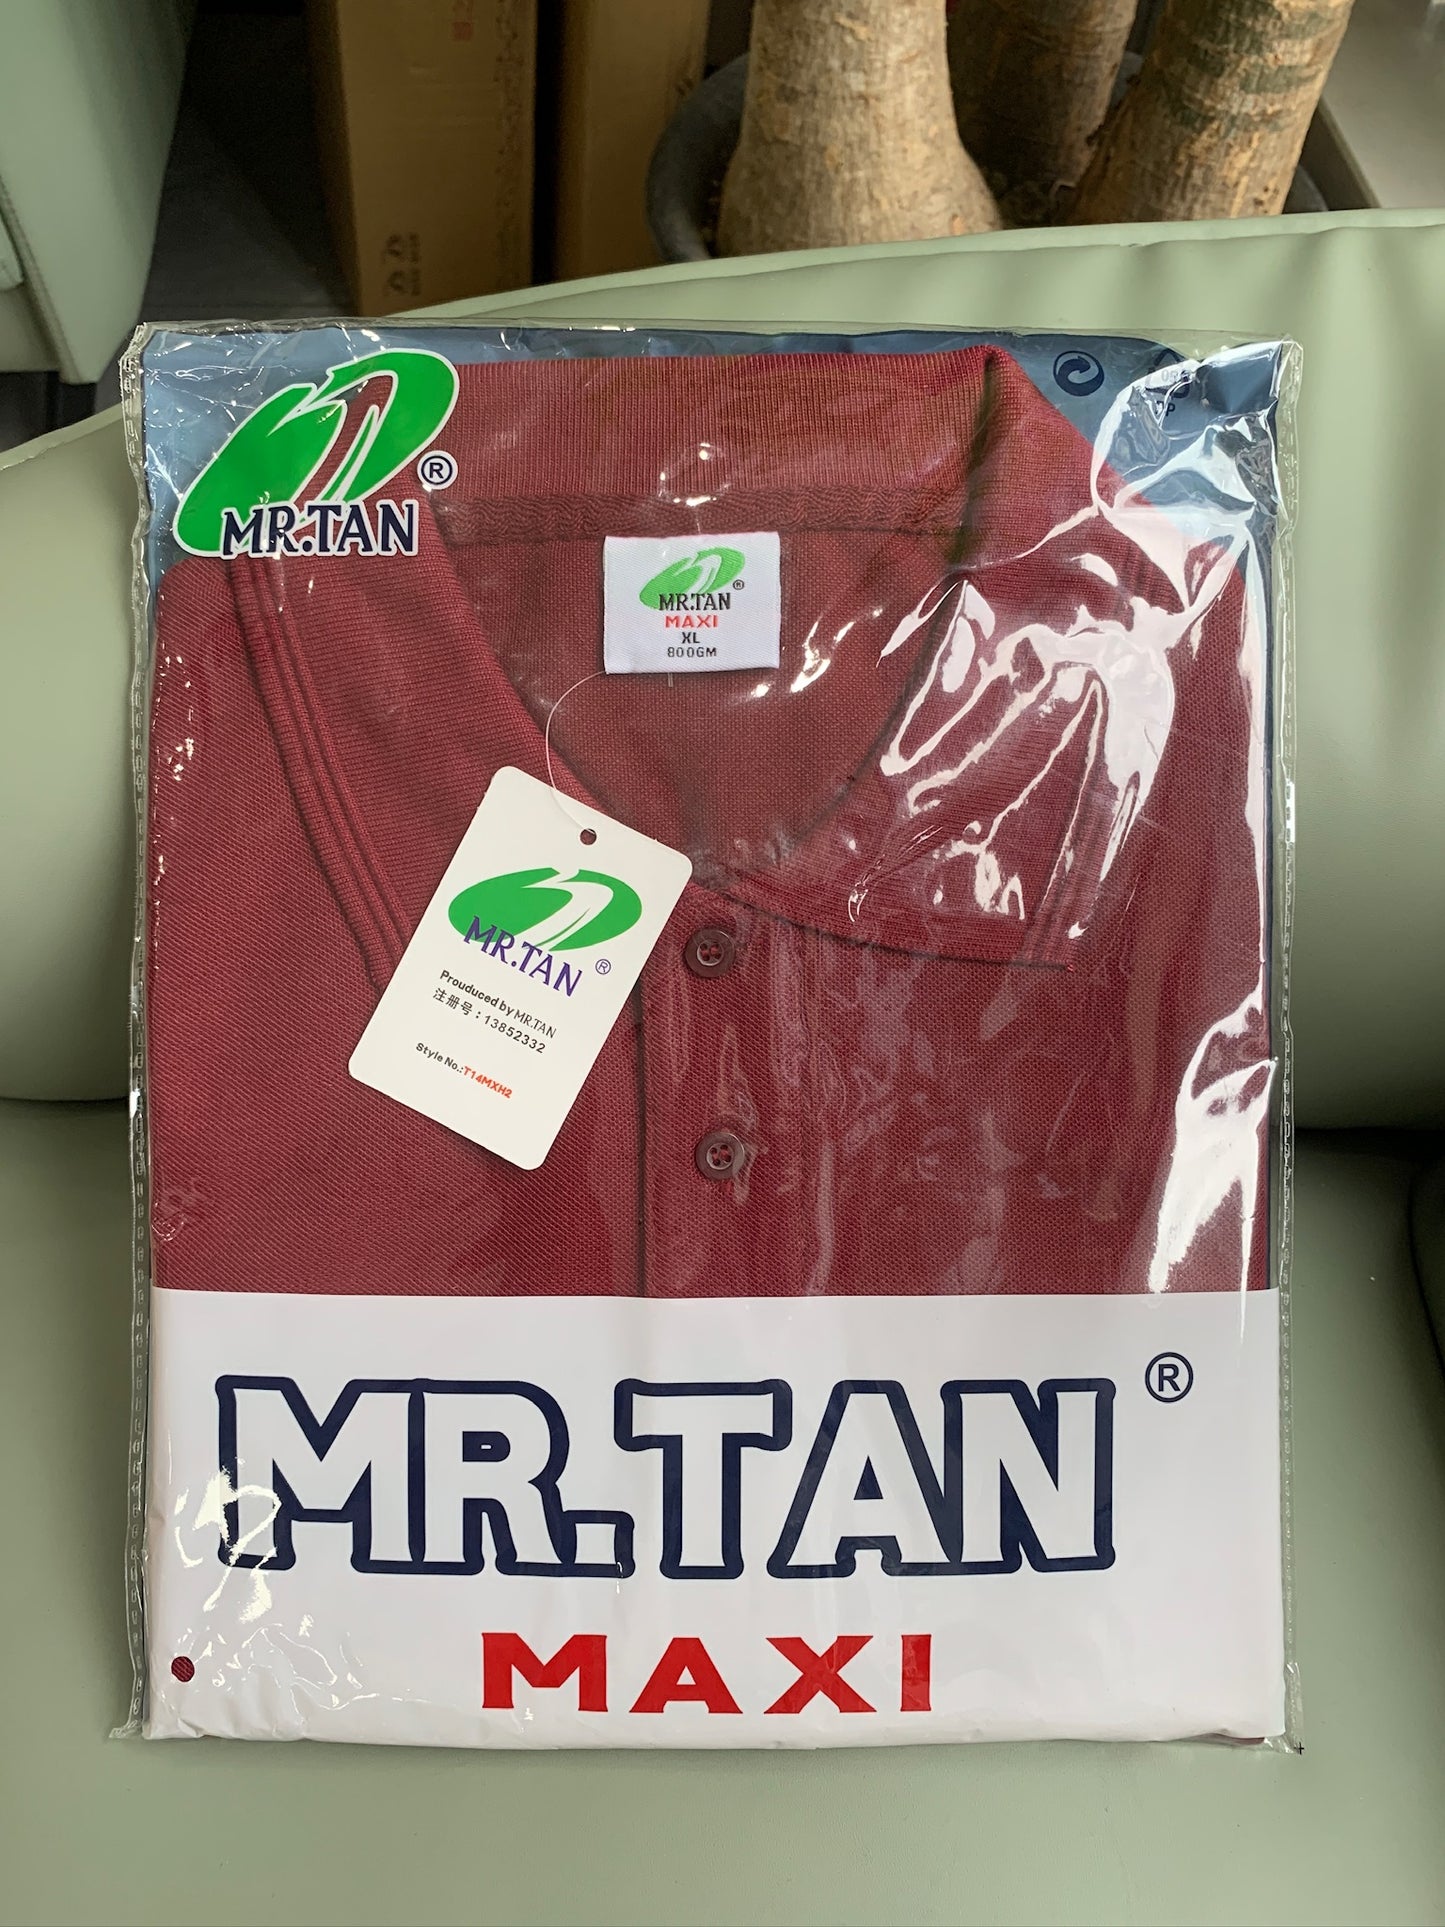 MR.TAN ®
MR.TAN ®
MAXI
XL
800GM
MR.TAN ®
Prouduced by MR.TAN
注册号：13852332
Style No.:T14MXH2
MR.TAN ®
MAXI